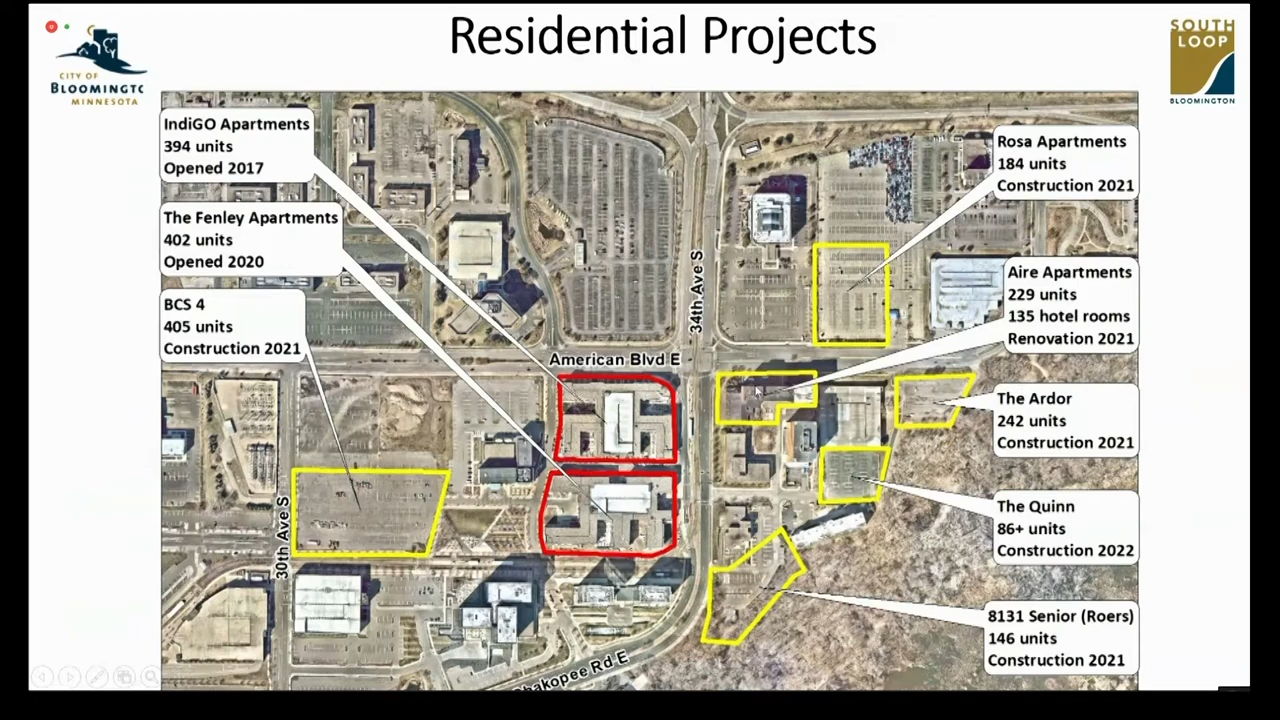 Residential Projects
CITY OF
BLOOMINGTC
MINNESOTA
SOUTH
LOOP
BLOOMINGTON
IndiGO Apartments
394 units
Opened 2017
The Fenley Apartments
402 units
Opened 2020
BCS 4
405 units
Construction 2021
Rosa Apartments
184 units
Construction 2021
Aire Apartments
229 units
135 hotel rooms
Renovation 2021
The Ardor
242 units
Construction 2021
The Quinn
86+ units
Construction 2022
8131 Senior (Roers)
146 units
Construction 2021
34th Ave S
American Blvd E
30th Ave S
Shakopee Rd E